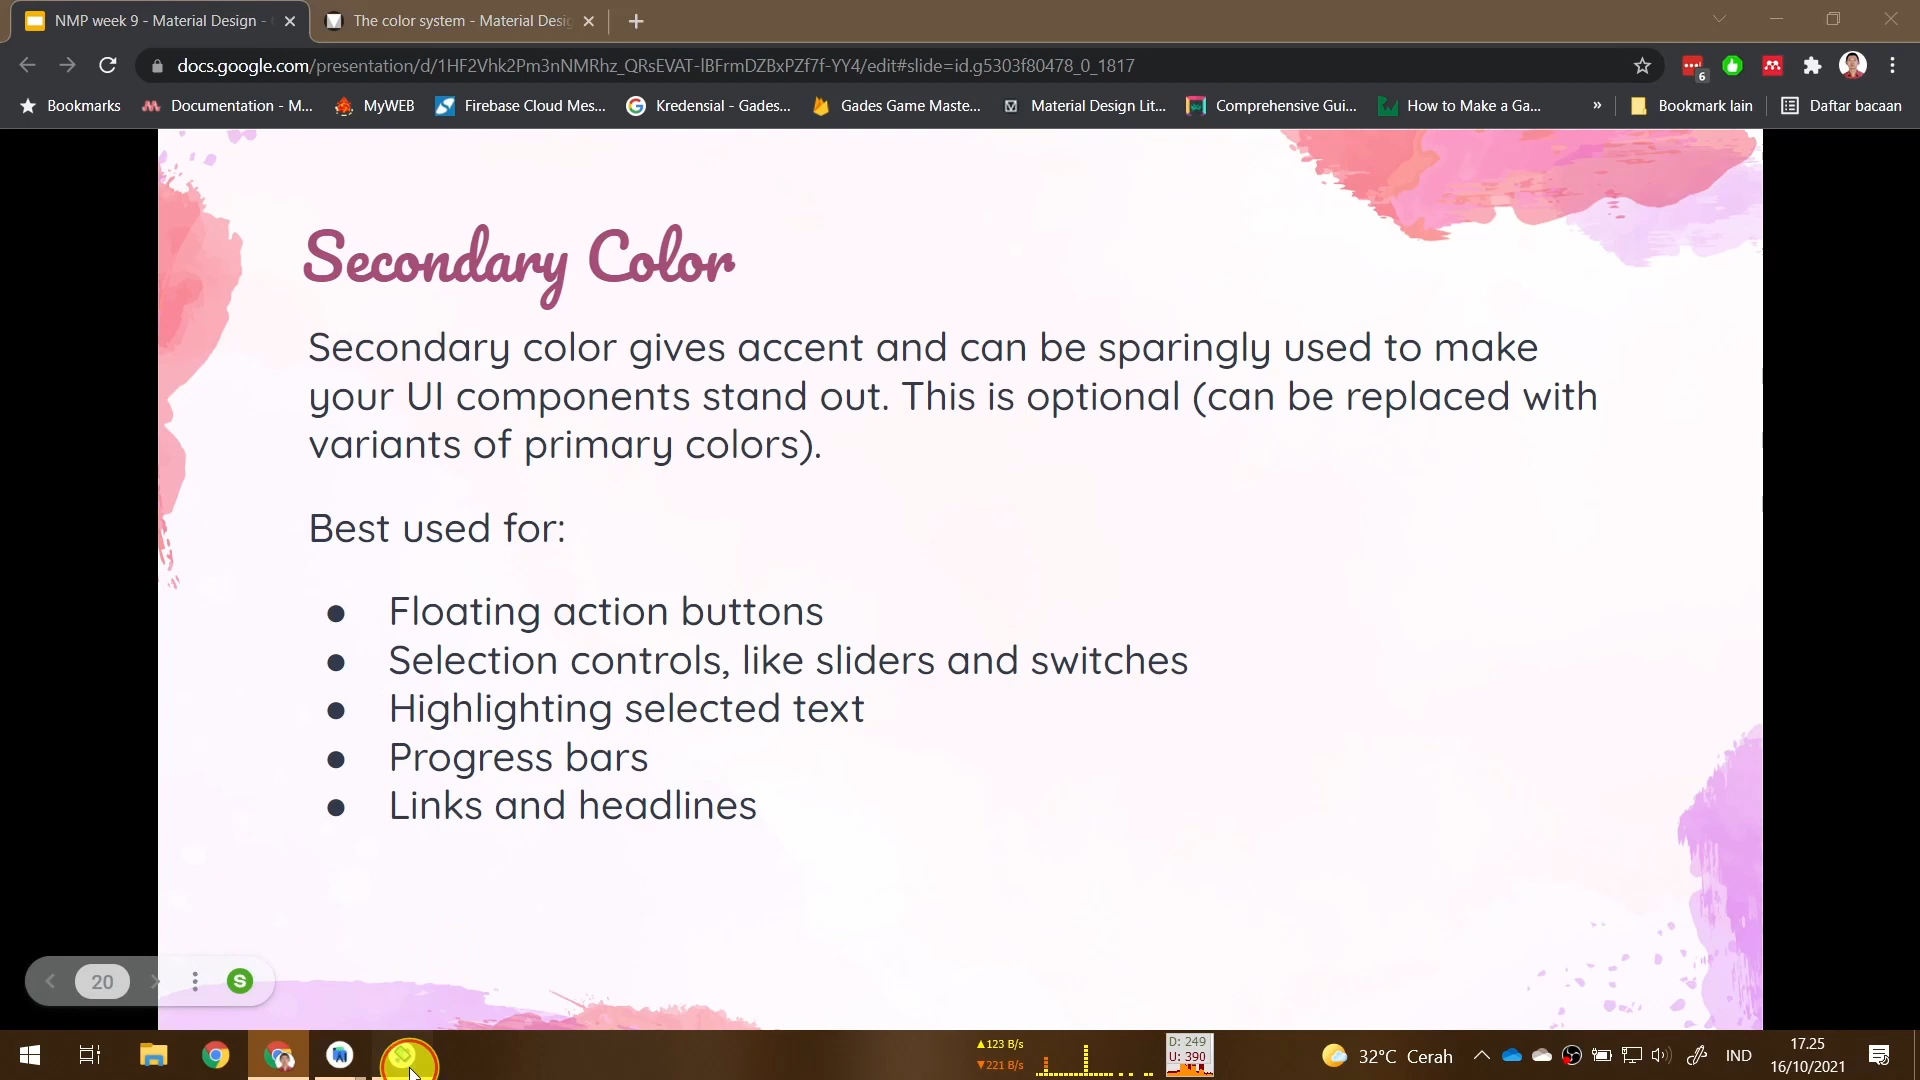 NMP week 9 - Material Design -
The color system - Material Desi
docs.google.com/presentation/d/1HF2Vhk2Pm3nNMRhz_QRsEVAT-lBFrmDZBxPZf7f-YY4/edit#slide=id.g5303f80478_0_1817
6
Bookmarks
Documentation - M...
MyWEB
Firebase Cloud Mes...
Kredensial - Gades...
Gades Game Maste...
Material Design Lit...
Comprehensive Gui...
How to Make a Ga...
»
Bookmark lain
Daftar bacaan
Secondary Color
Secondary color gives accent and can be sparingly used to make
your UI components stand out. This is optional (can be replaced with
variants of primary colors).
Best used for:
● Floating action buttons
● Selection controls, like sliders and switches
● Highlighting selected text
● Progress bars
● Links and headlines
20
S
▲123 B/s
▼221 B/s
D: 249
U: 390
32°C Cerah
IND
17.25
16/10/2021